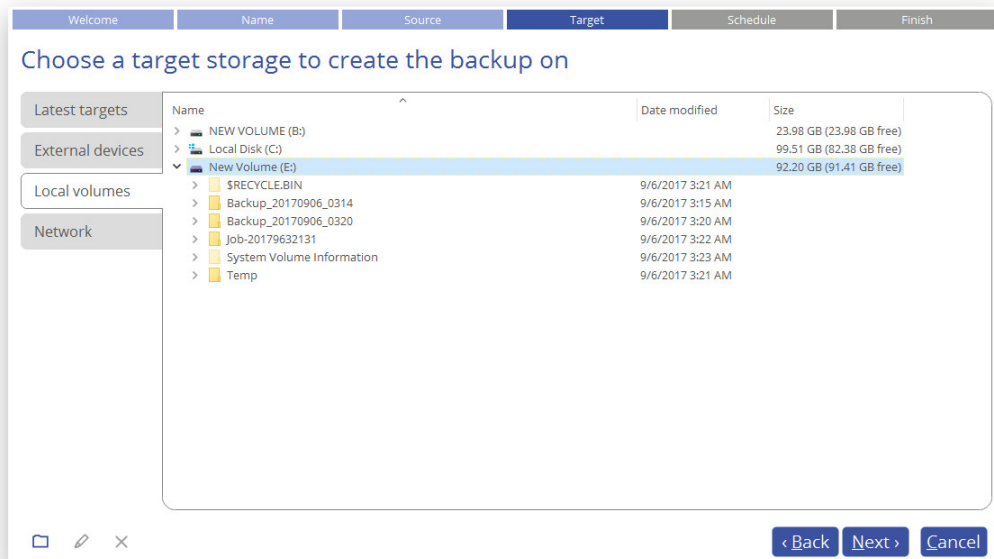 Welcome Name Source Target Schedule Finish
Choose a target storage to create the backup on
Latest targets
External devices
Local volumes
Network
Name Date modified Size
NEW VOLUME (B:) 23.98 GB (23.98 GB free)
Local Disk (C:) 99.51 GB (82.38 GB free)
New Volume (E:) 92.20 GB (91.41 GB free)
$RECYCLE.BIN 9/6/2017 3:21 AM
Backup_20170906_0314 9/6/2017 3:15 AM
Backup_20170906_0320 9/6/2017 3:20 AM
Job-20179632131 9/6/2017 3:22 AM
System Volume Information 9/6/2017 3:23 AM
Temp 9/6/2017 3:21 AM
‹ Back Next › Cancel